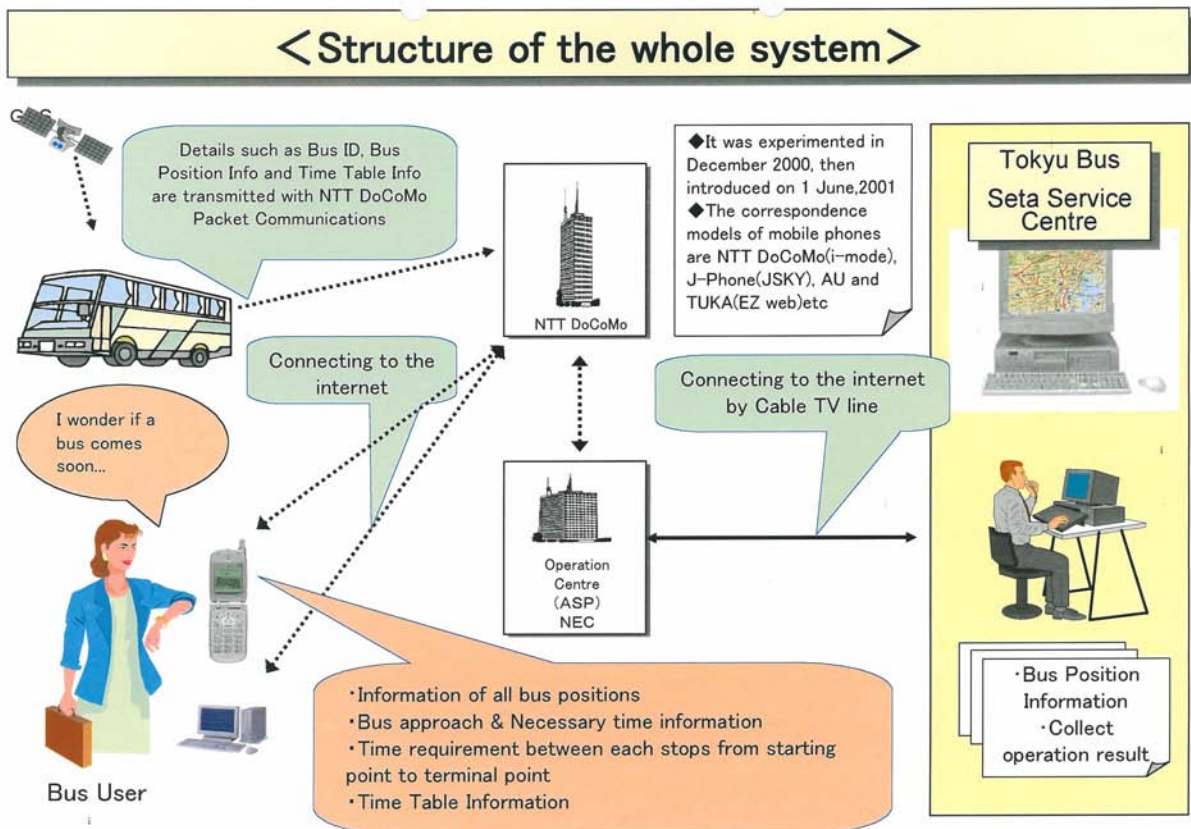 <Structure of the whole system>
Details such as Bus ID, Bus
Position Info and Time Table Info
are transmitted with NTT DoCoMo
Packet Communications
NTT DoCoMo
◆It was experimented in
December 2000, then
introduced on 1 June,2001
◆The correspondence
models of mobile phones
are NTT DoCoMo(i-mode),
J-Phone(JSKY), AU and
TUKA(EZ web)etc
Tokyu Bus
Seta Service
Centre
Connecting to the
internet
Connecting to the internet
by Cable TV line
I wonder if a
bus comes
soon...
Operation
Centre
(ASP)
NEC
・Information of all bus positions
・Bus approach & Necessary time information
・Time requirement between each stops from starting
point to terminal point
・Time Table Information
・Bus Position
Information
・Collect
operation result
Bus User